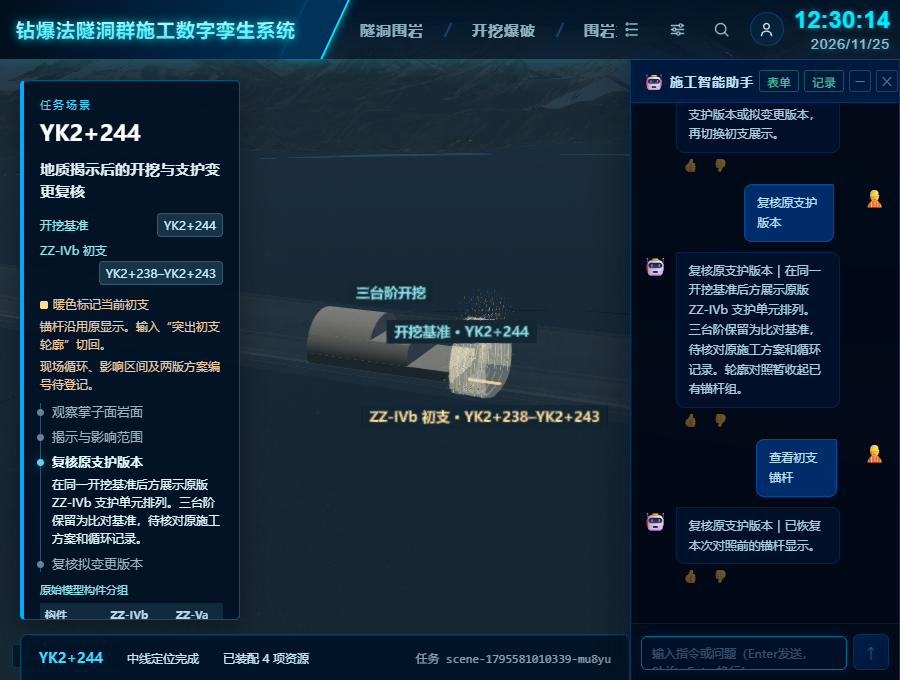 钻爆法隧洞群施工数字孪生系统
隧洞围岩 / 开挖爆破 / 围岩
12:30:14
2026/11/25
任务场景
YK2+244
地质揭示后的开挖与支护变
更复核
开挖基准 YK2+244
ZZ-IVb 初支
YK2+238—YK2+243
暖色标记当前初支
锚杆沿用原显示。输入“突出初支
轮廓”切回。
现场循环、影响区间及两版方案编
号待登记。
观察掌子面岩面
揭示与影响范围
复核原支护版本
在同一开挖基准后方展示原版
ZZ-IVb 支护单元排列。三台阶
保留为比对基准，待核对原施工
方案和循环记录。
复核拟变更版本
原始模型构件分组
构件 ZZ-IVb ZZ-Va
三台阶开挖
开挖基准・YK2+244
ZZ-IVb 初支・YK2+238—YK2+243
YK2+244 中线定位完成 已装配 4 项资源 任务 scene-1795581010339-mu8yu
施工智能助手 表单 记录
支护版本或拟变更版本，
再切换初支展示。
复核原支护
版本
复核原支护版本 | 在同一
开挖基准后方展示原版
ZZ-IVb 支护单元排列。
三台阶保留为比对基准，
待核对原施工方案和循环
记录。轮廓对照暂收起已
有锚杆组。
查看初支
锚杆
复核原支护版本 | 已恢复
本次对照前的锚杆显示。
输入指令或问题（Enter发送，
Shift+Enter 换行）